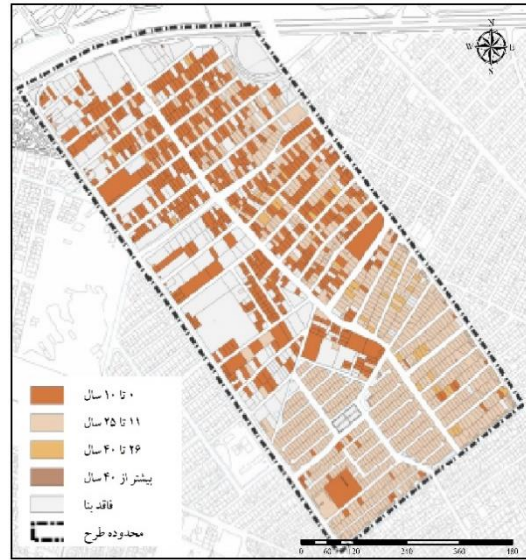 N
W E
S
۰ تا ۱۰ سال
۱۱ تا ۲۵ سال
۲۶ تا ۴۰ سال
بیشتر از ۴۰ سال
فاقد بنا
محدوده طرح
0 60 120 240 360 480